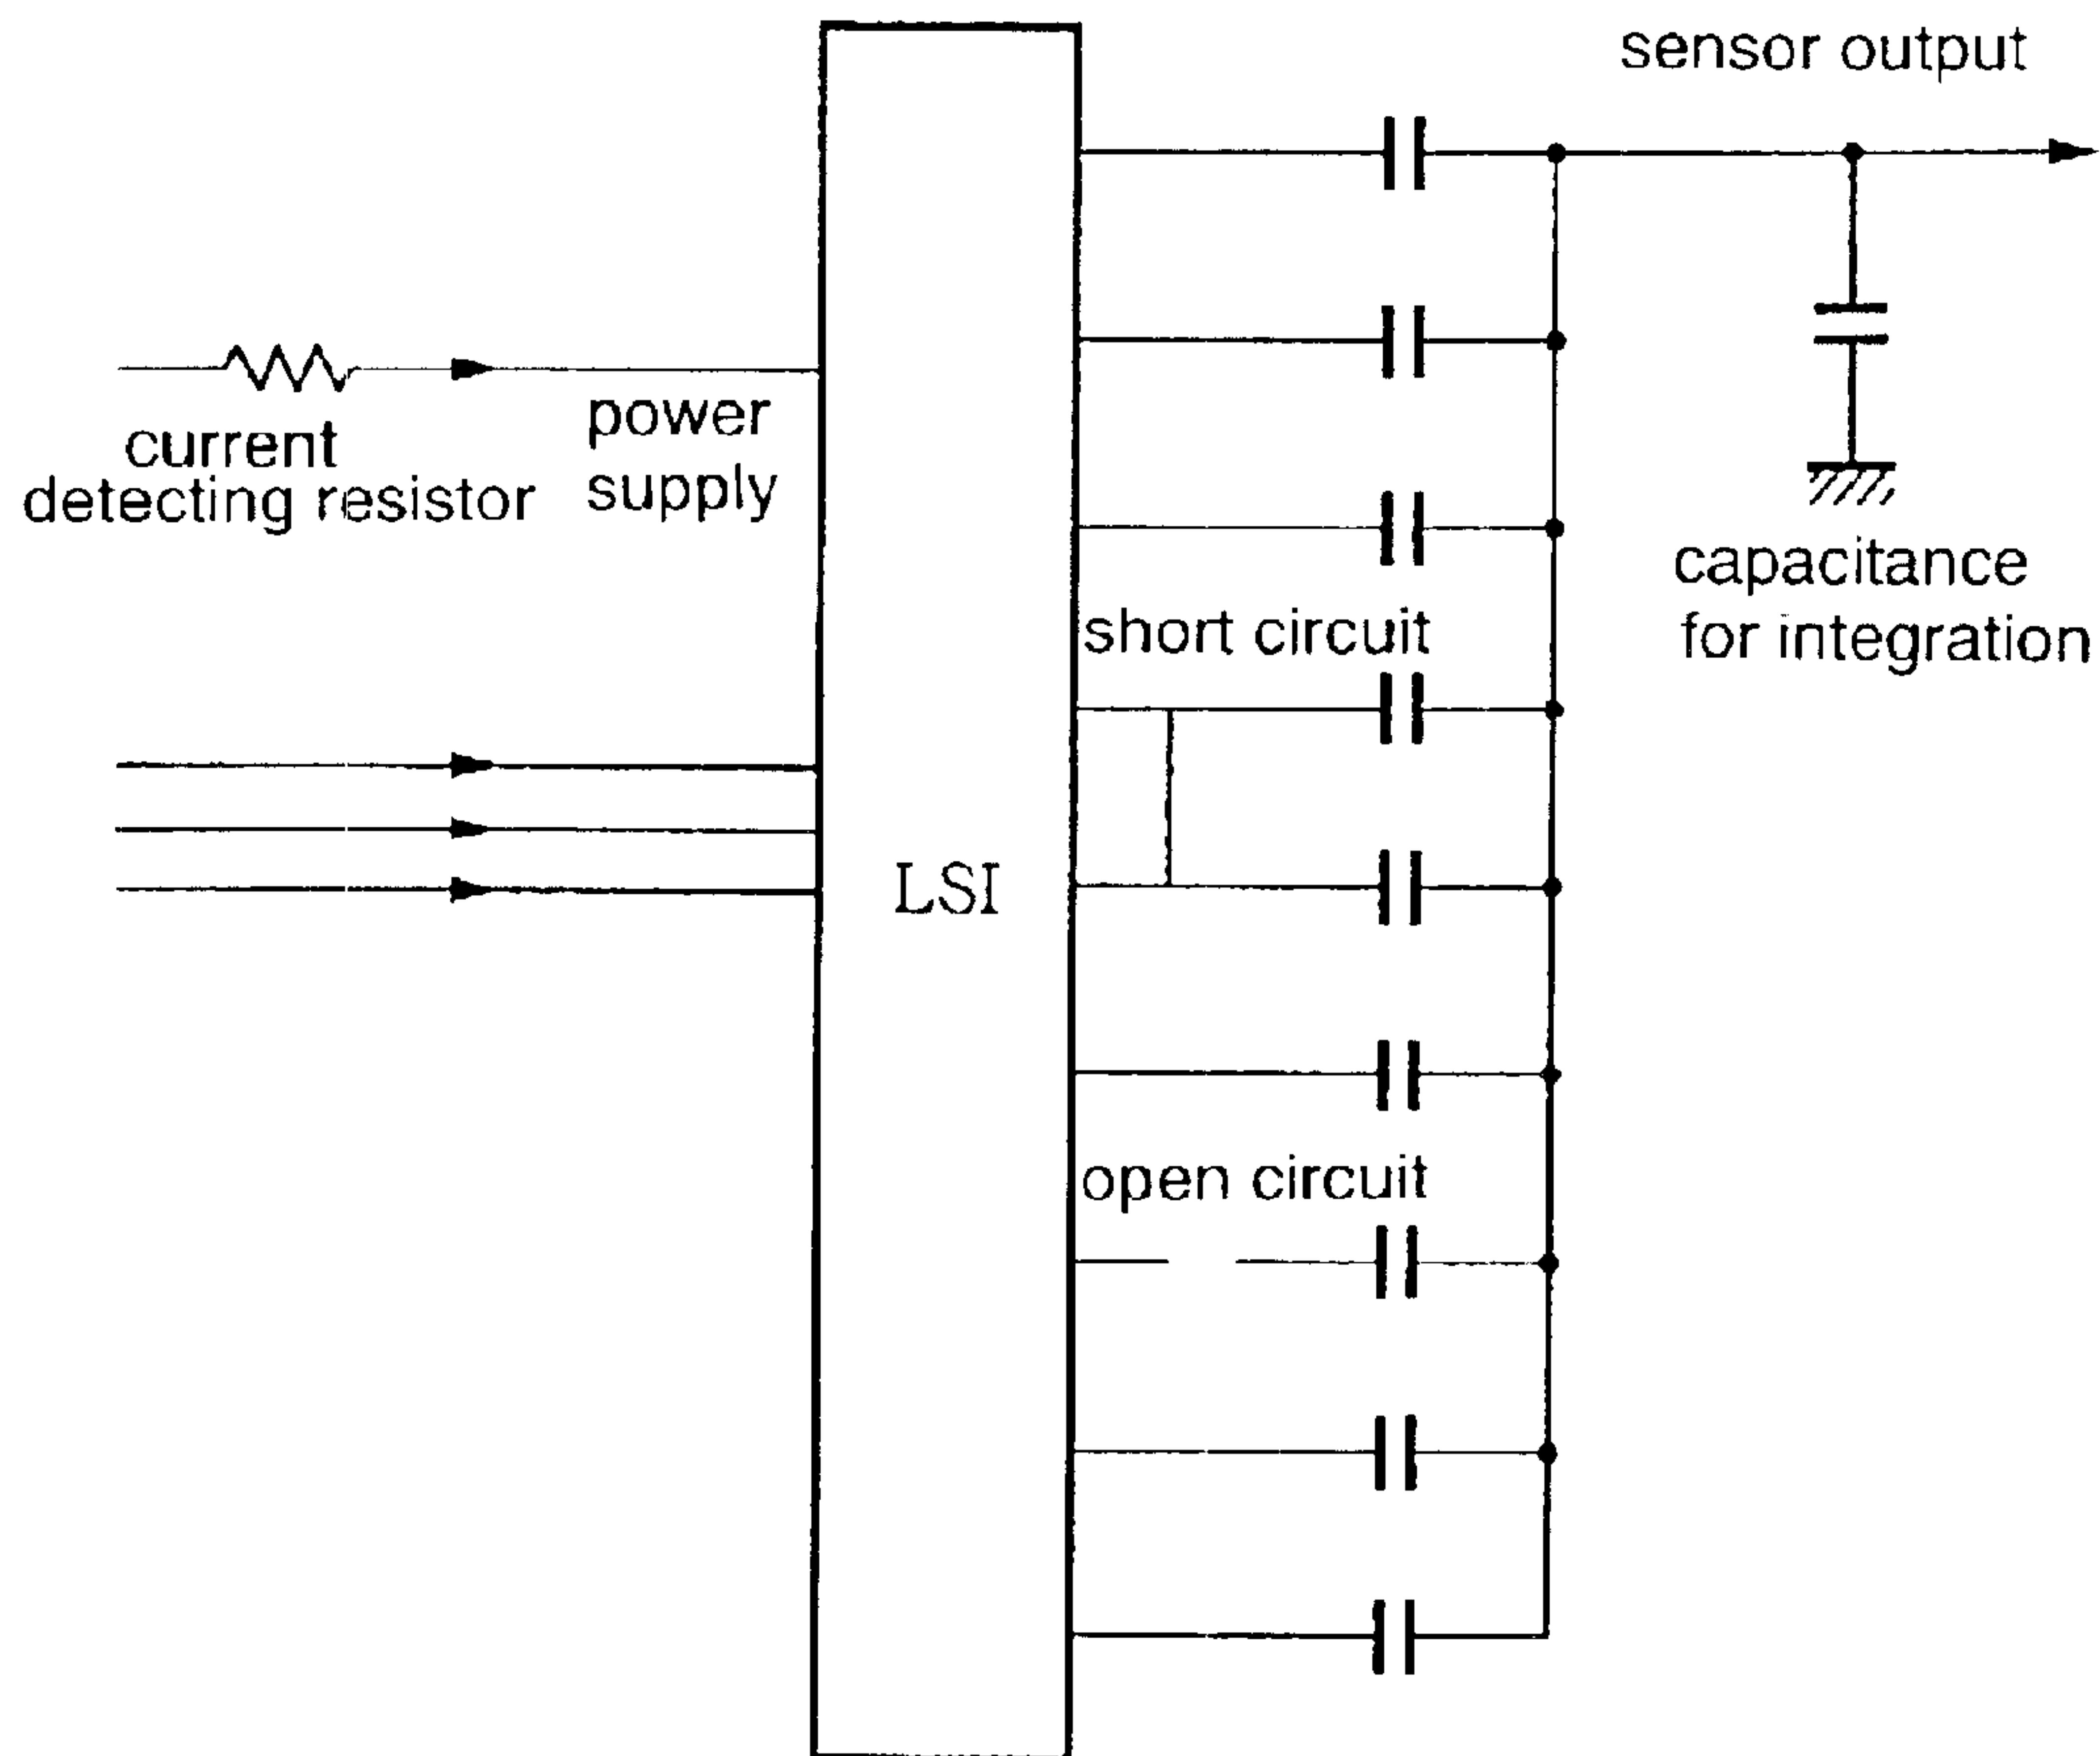 sensor output
current
detecting resistor
power
supply
capacitance
for integration
short circuit
LSI
open circuit